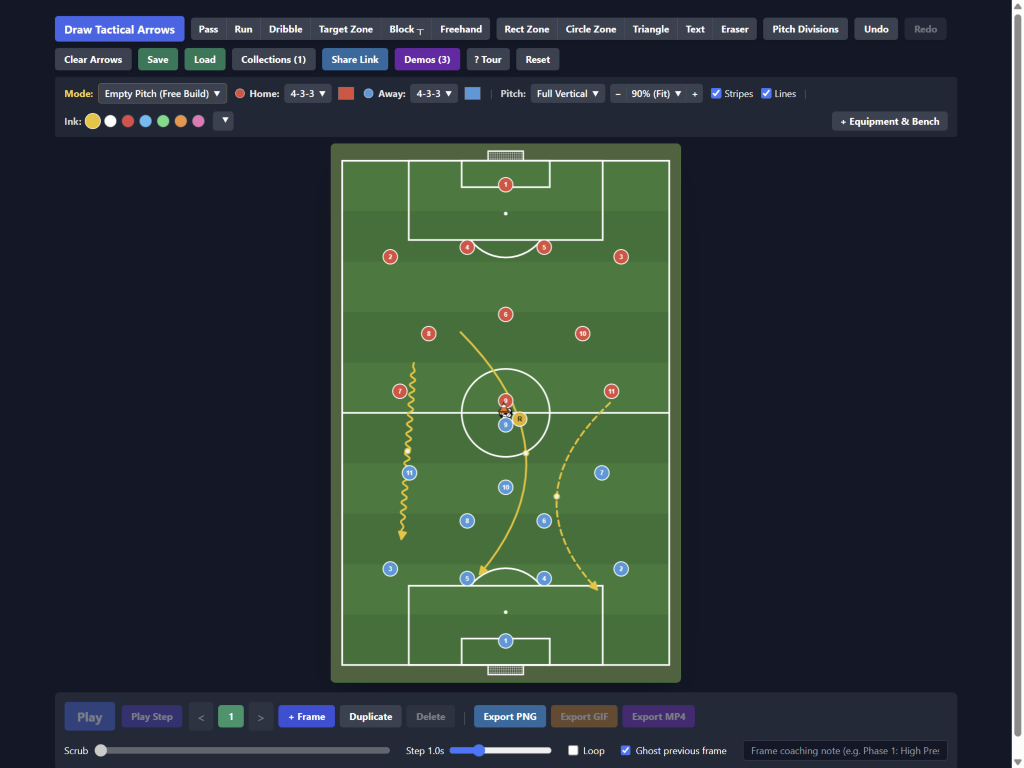 Draw Tactical Arrows Pass Run Dribble Target Zone Block ┬ Freehand Rect Zone Circle Zone Triangle Text Eraser Pitch Divisions Undo Redo
Clear Arrows Save Load Collections (1) Share Link Demos (3) ? Tour Reset
Mode: Empty Pitch (Free Build) ▼ Home: 4-3-3 ▼ Away: 4-3-3 ▼ | Pitch: Full Vertical ▼ − 90% (Fit) ▼ + Stripes Lines |
Ink: ▼ + Equipment & Bench
1
4 5
2 3
6
8 10
7 11
9
R
9
11 7
10
8 6
3 2
5 4
1
Play Play Step < 1 > + Frame Duplicate Delete | Export PNG Export GIF Export MP4
Scrub Step 1.0s Loop Ghost previous frame Frame coaching note (e.g. Phase 1: High Pre